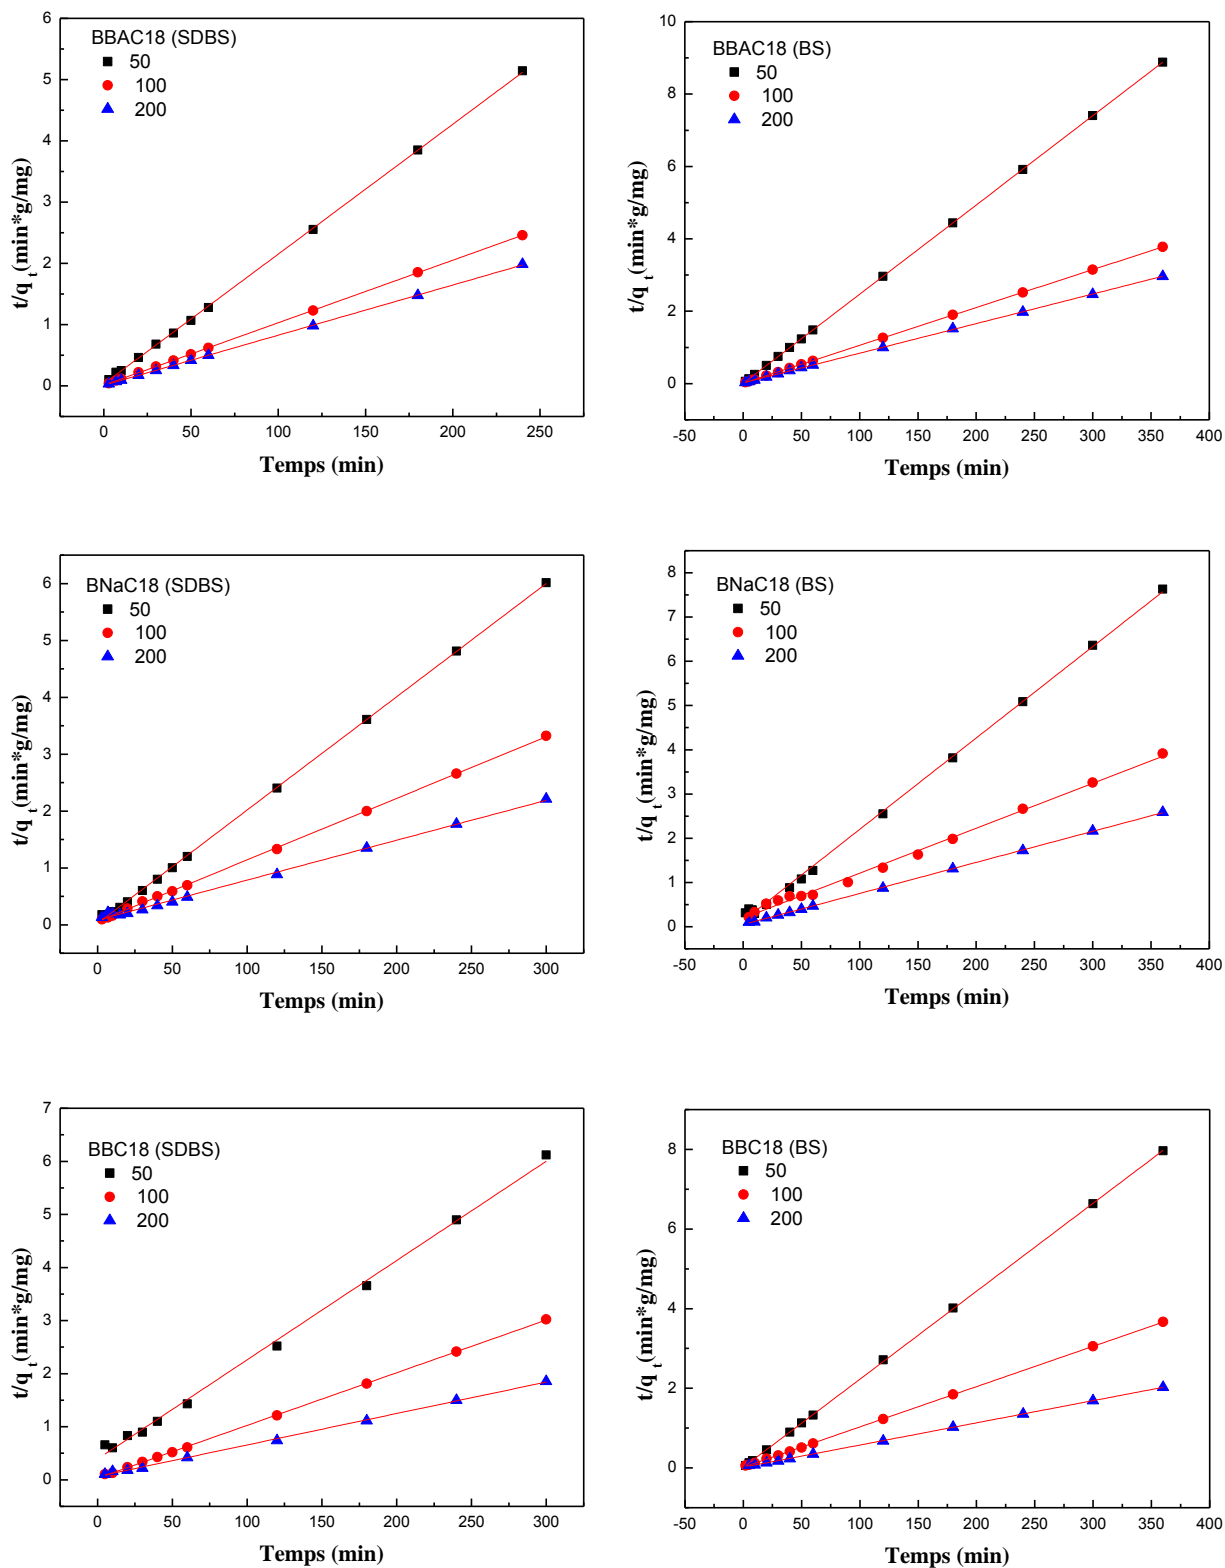 BBAC18 (SDBS)
50
100
200
6
5
4
3
2
1
0
t/q_t(min*g/mg)
0 50 100 150 200 250
Temps (min)
BBAC18 (BS)
50
100
200
10
8
6
4
2
0
t/q_t(min*g/mg)
-50 0 50 100 150 200 250 300 350 400
Temps (min)
BNaC18 (SDBS)
50
100
200
6
5
4
3
2
1
0
t/q_t(min*g/mg)
0 50 100 150 200 250 300
Temps (min)
BNaC18 (BS)
50
100
200
8
7
6
5
4
3
2
1
0
t/q_t(min*g/mg)
-50 0 50 100 150 200 250 300 350 400
Temps (min)
BBC18 (SDBS)
50
100
200
7
6
5
4
3
2
1
0
t/q_t(min*g/mg)
0 50 100 150 200 250 300
Temps (min)
BBC18 (BS)
50
100
200
8
6
4
2
0
t/q_t(min*g/mg)
-50 0 50 100 150 200 250 300 350 400
Temps (min)